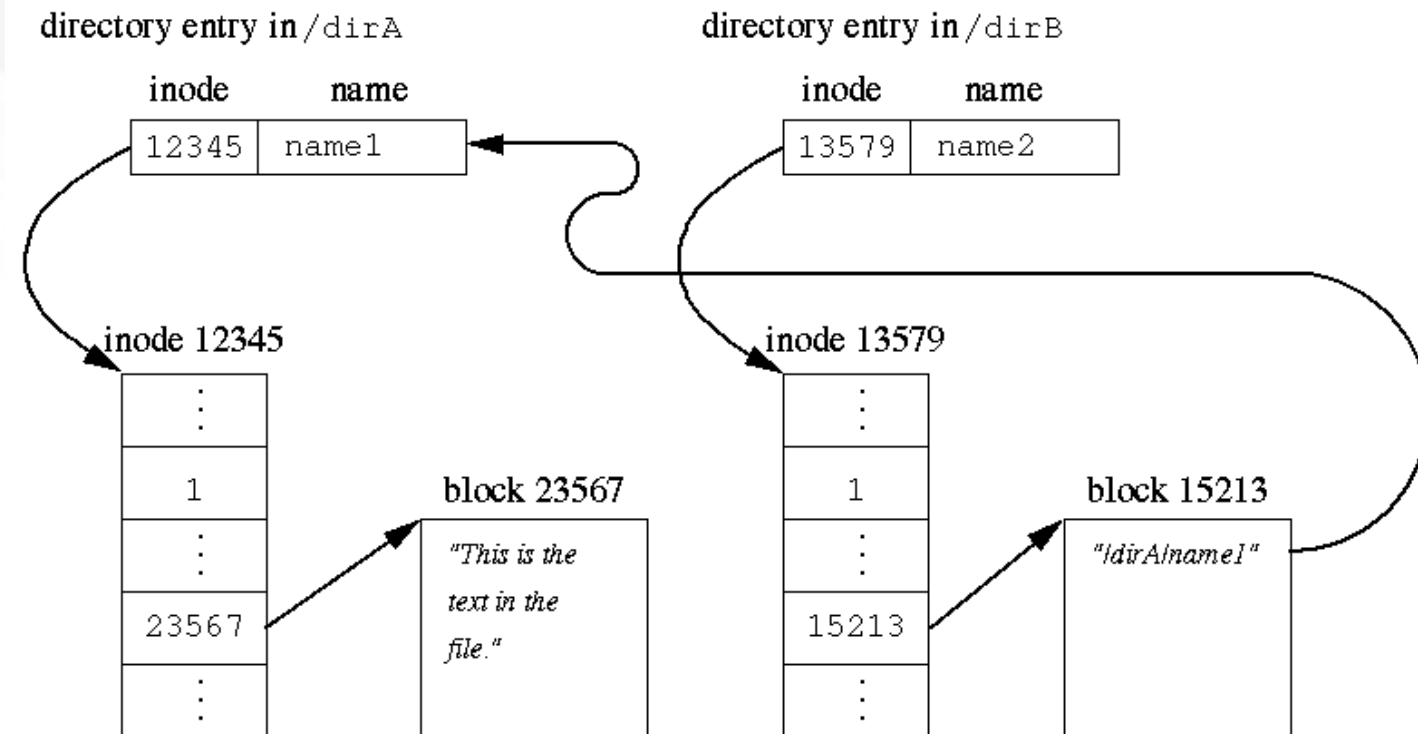 directory entry in /dirA
directory entry in /dirB
inode name
inode name
12345 name1
13579 name2
inode 12345
inode 13579
1
block 23567
1
block 15213
"This is the
text in the
file."
"/dirA/name1"
23567
15213